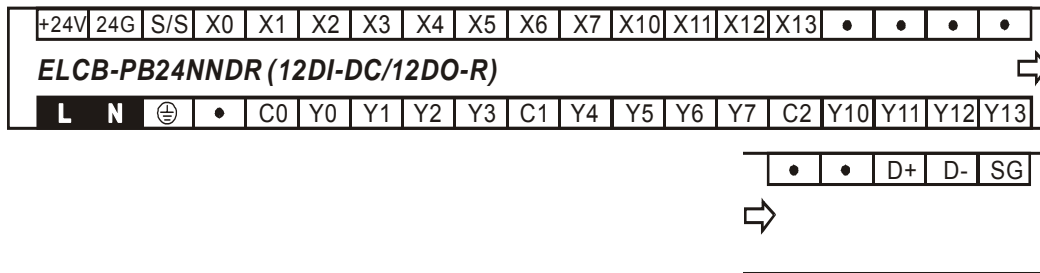 +24V 24G S/S X0 X1 X2 X3 X4 X5 X6 X7 X10 X11 X12 X13 • • • •
ELCB-PB24NNDR (12DI-DC/12DO-R)
L N ⏚ • C0 Y0 Y1 Y2 Y3 C1 Y4 Y5 Y6 Y7 C2 Y10 Y11 Y12 Y13
• • D+ D- SG